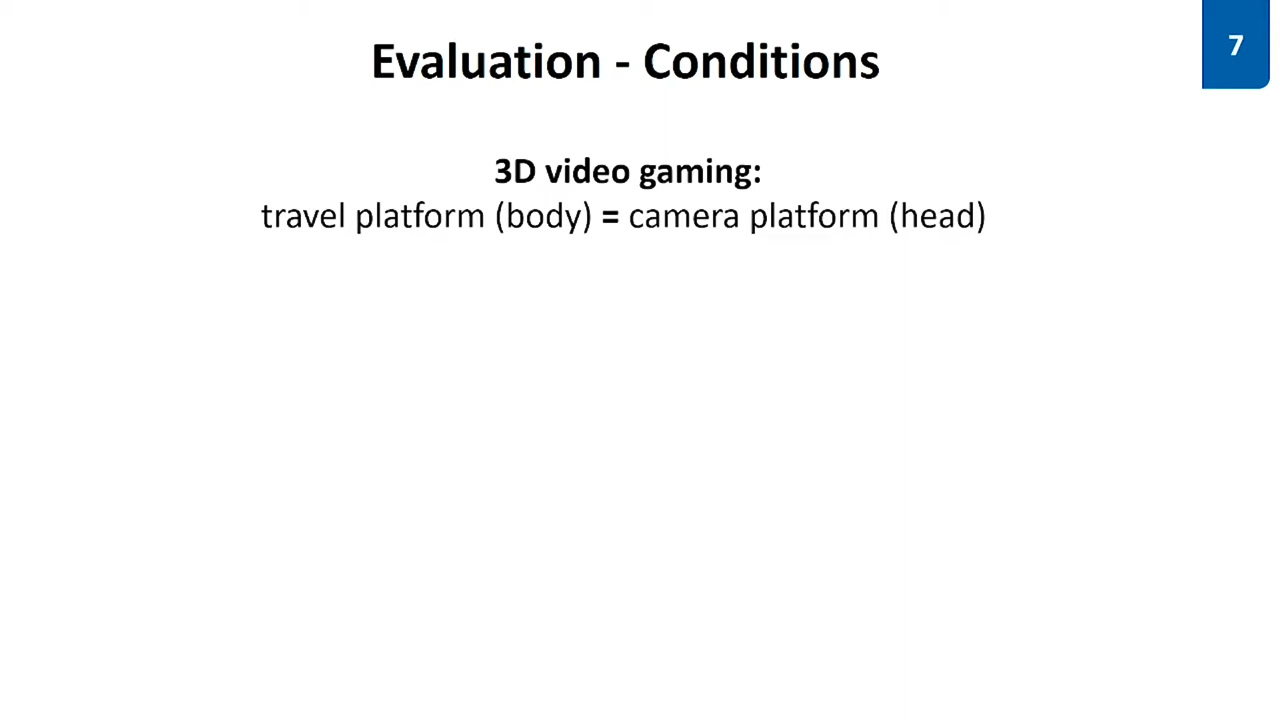 7
Evaluation - Conditions
3D video gaming:
travel platform (body) = camera platform (head)